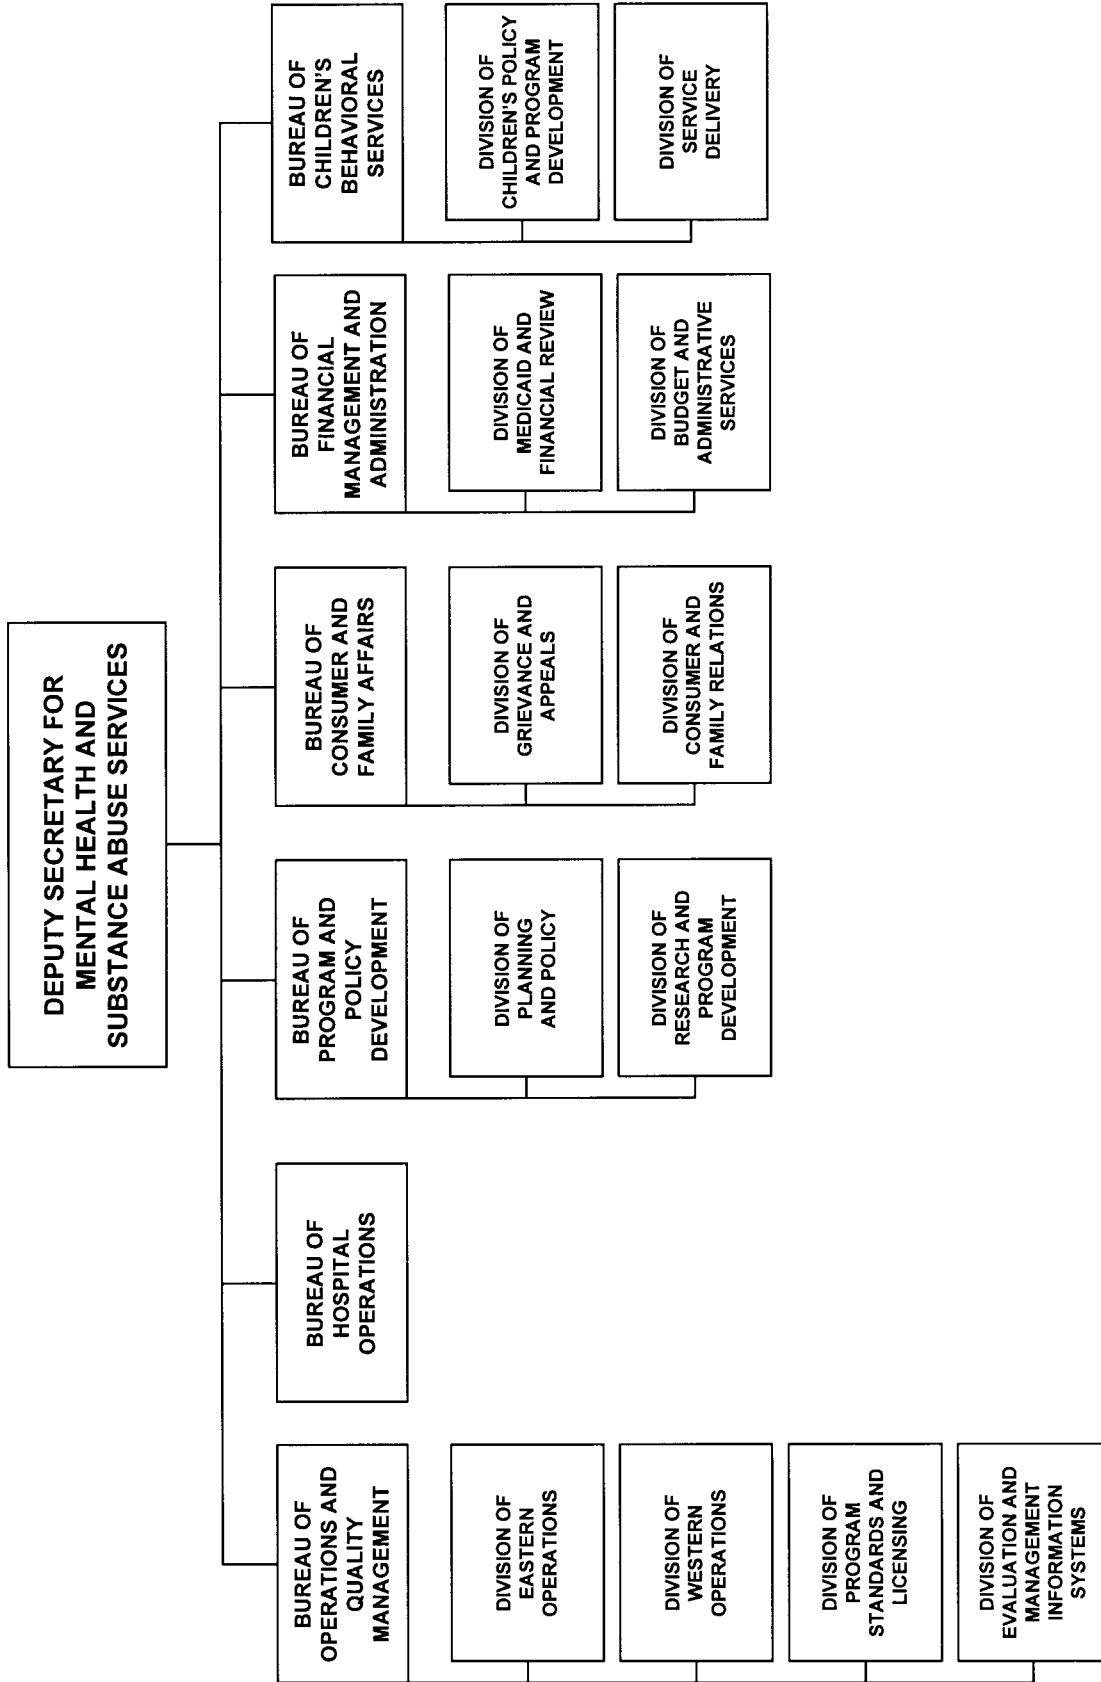 DEPUTY SECRETARY FOR
MENTAL HEALTH AND
SUBSTANCE ABUSE SERVICES
BUREAU OF
OPERATIONS AND
QUALITY
MANAGEMENT
DIVISION OF
EASTERN
OPERATIONS
DIVISION OF
WESTERN
OPERATIONS
DIVISION OF
PROGRAM
STANDARDS AND
LICENSING
DIVISION OF
EVALUATION AND
MANAGEMENT
INFORMATION
SYSTEMS
BUREAU OF
HOSPITAL
OPERATIONS
BUREAU OF
PROGRAM AND
POLICY
DEVELOPMENT
DIVISION OF
PLANNING
AND POLICY
DIVISION OF
RESEARCH AND
PROGRAM
DEVELOPMENT
BUREAU OF
CONSUMER AND
FAMILY AFFAIRS
DIVISION OF
GRIEVANCE AND
APPEALS
DIVISION OF
CONSUMER AND
FAMILY RELATIONS
BUREAU OF
FINANCIAL
MANAGEMENT AND
ADMINISTRATION
DIVISION OF
MEDICAID AND
FINANCIAL REVIEW
DIVISION OF
BUDGET AND
ADMINISTRATIVE
SERVICES
BUREAU OF
CHILDREN'S
BEHAVIORAL
SERVICES
DIVISION OF
CHILDREN'S POLICY
AND PROGRAM
DEVELOPMENT
DIVISION OF
SERVICE
DELIVERY